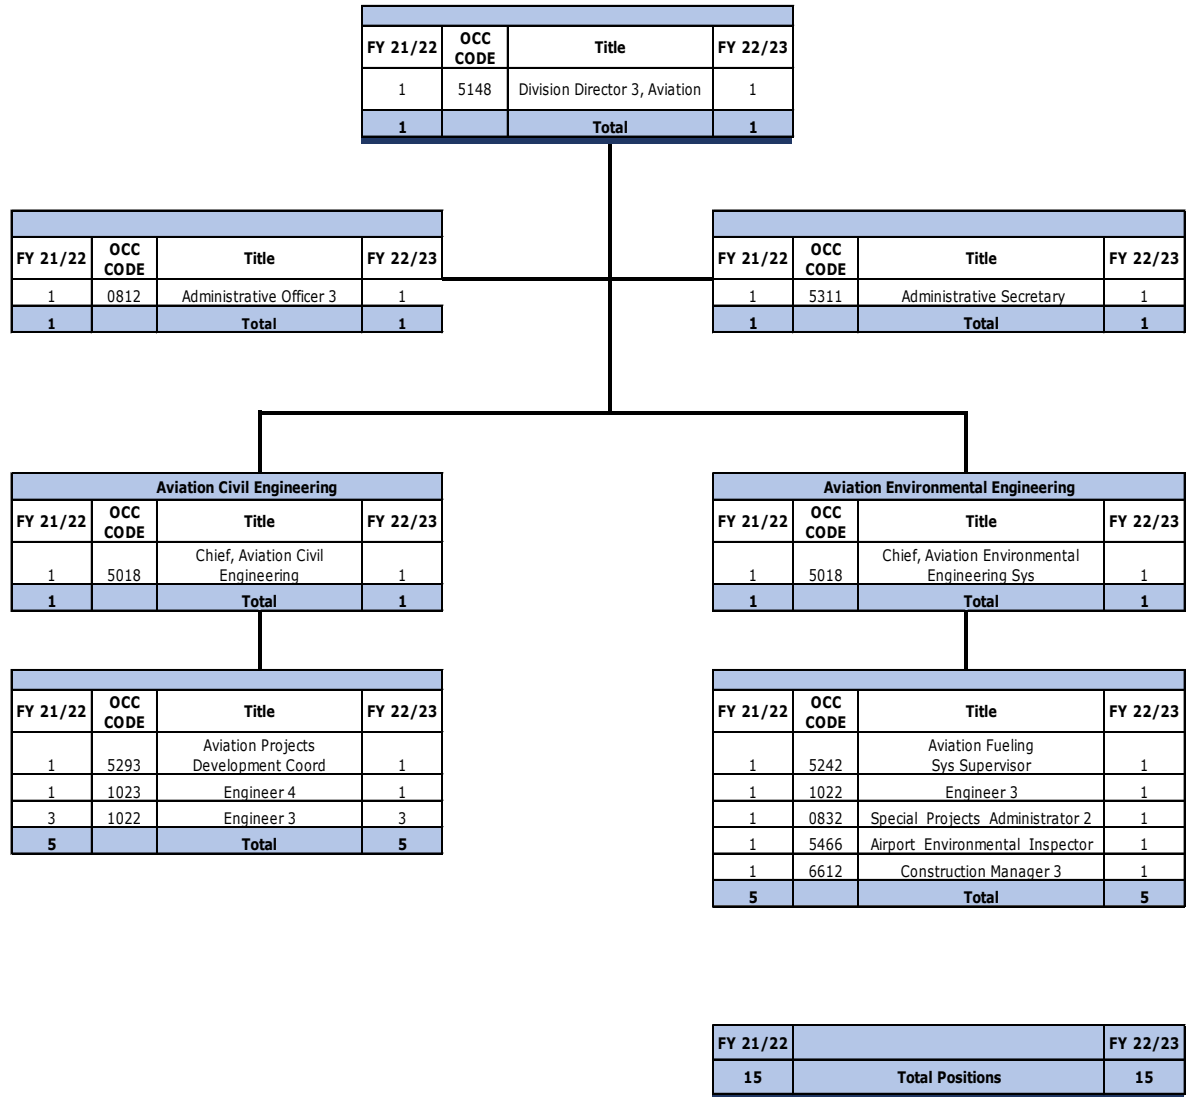 FY 21/22 OCC CODE Title FY 22/23
1 5148 Division Director 3, Aviation 1
1 Total 1
FY 21/22 OCC CODE Title FY 22/23
1 0812 Administrative Officer 3 1
1 Total 1
FY 21/22 OCC CODE Title FY 22/23
1 5311 Administrative Secretary 1
1 Total 1
Aviation Civil Engineering
FY 21/22 OCC CODE Title FY 22/23
Chief, Aviation Civil
1 5018 Engineering 1
1 Total 1
Aviation Environmental Engineering
FY 21/22 OCC CODE Title FY 22/23
Chief, Aviation Environmental
1 5018 Engineering Sys 1
1 Total 1
FY 21/22 OCC CODE Title FY 22/23
Aviation Projects
1 5293 Development Coord 1
1 1023 Engineer 4 1
3 1022 Engineer 3 3
5 Total 5
FY 21/22 OCC CODE Title FY 22/23
Aviation Fueling
1 5242 Sys Supervisor 1
1 1022 Engineer 3 1
1 0832 Special Projects Administrator 2 1
1 5466 Airport Environmental Inspector 1
1 6612 Construction Manager 3 1
5 Total 5
FY 21/22 FY 22/23
15 Total Positions 15